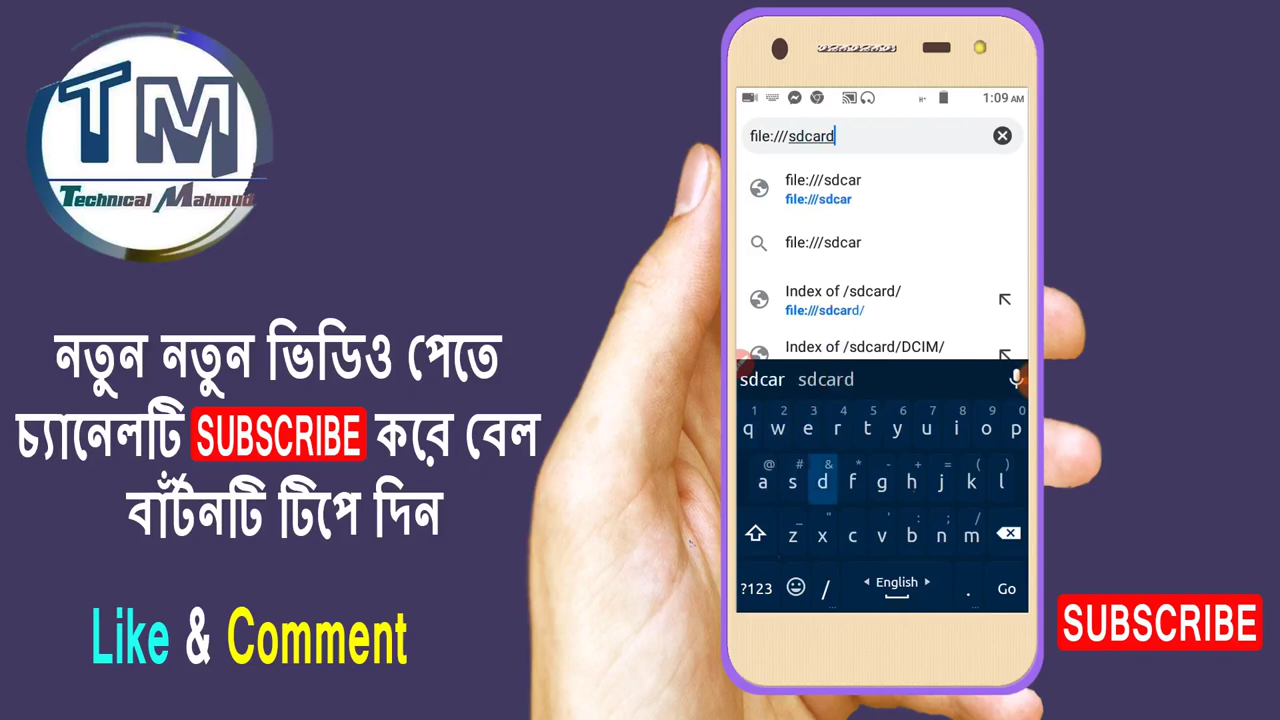 TM
Technical Mahmud
নতুন নতুন ভিডিও পেতে
চ্যানেলটি SUBSCRIBE করে বেল
বাঁটনটি টিপে দিন
Like & Comment
1:09 AM
file:///sdcard
file:///sdcar
file:///sdcar
file:///sdcar
Index of /sdcard/
file:///sdcard/
Index of /sdcard/DCIM/
sdcar sdcard
1 2 3 4 5 6 7 8 9 0
q w e r t y u i o p
@ # & * - + = ( )
a s d f g h j k l
_ " ' : ; /
z x c v b n m
?123 / English . Go
SUBSCRIBE